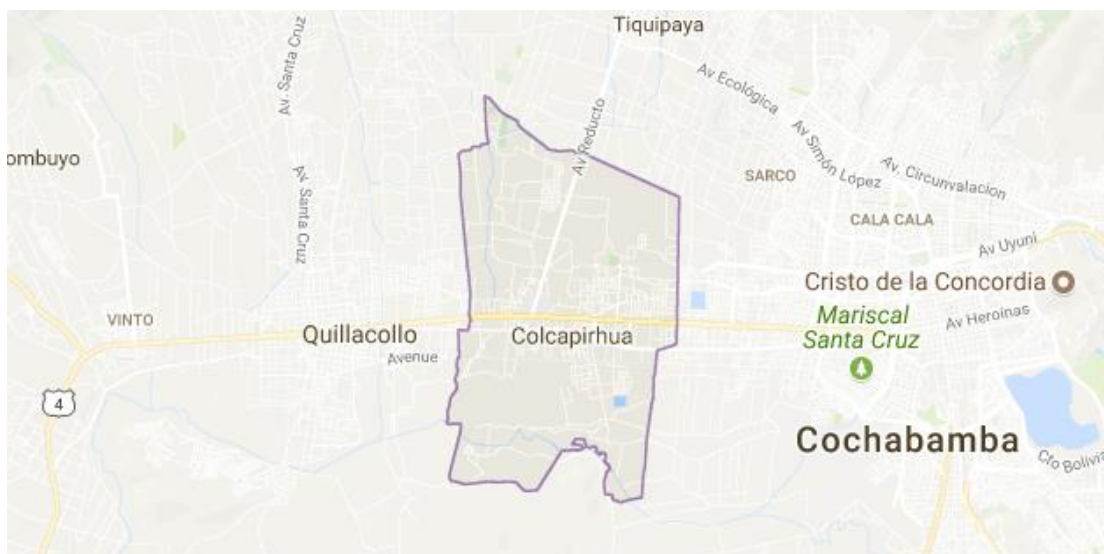 Tiquipaya
Av. Santa Cruz
Av Ecológica
Av Reducto
Av Simón López
ombuyo
Av. Circunvalacion
SARCO
Av. Santa Cruz
CALA CALA
Av Uyuni
Cristo de la Concordia
VINTO
Mariscal
Santa Cruz
Av Heroinas
Quillacollo
Colcapirhua
Avenue
4
Cochabamba
Cto Bolivia